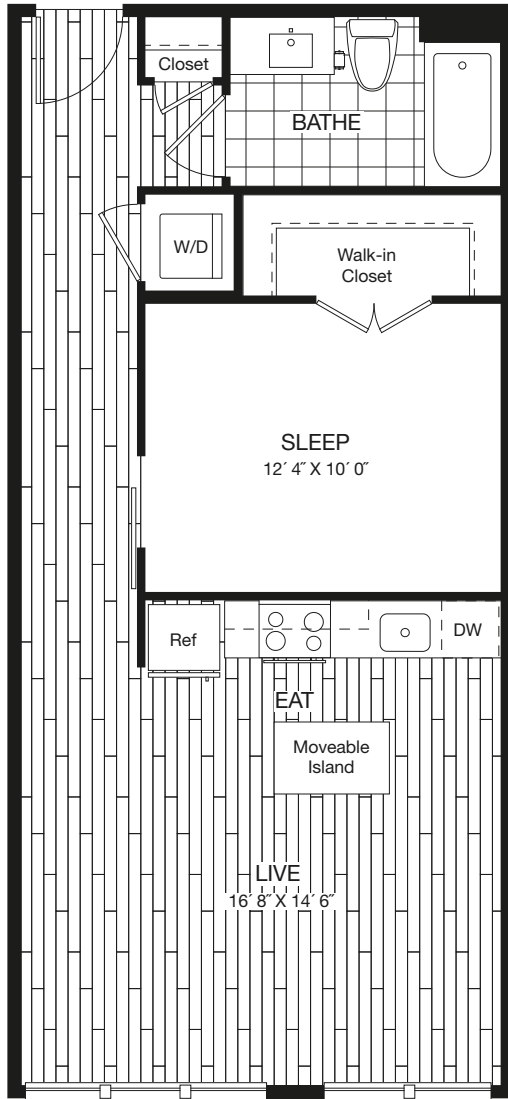 Closet
BATHE
W/D
Walk-in
Closet
SLEEP
12′ 4″ X 10′ 0″
Ref
DW
EAT
Moveable
Island
LIVE
16′ 8″ X 14′ 6″